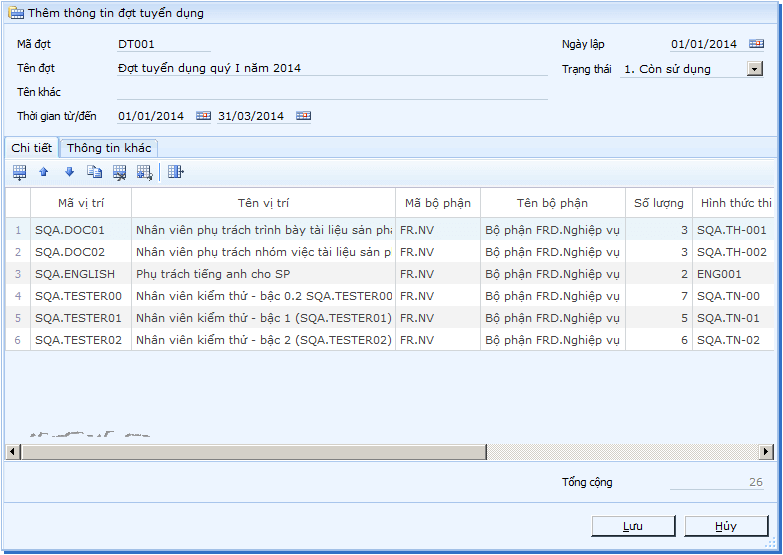 Thêm thông tin đợt tuyển dụng
Mã đợt DT001 Ngày lập 01/01/2014
Tên đợt Đợt tuyển dụng quý I năm 2014 Trạng thái 1. Còn sử dụng
Tên khác
Thời gian từ/đến 01/01/2014 31/03/2014
Chi tiết Thông tin khác
Mã vị trí Tên vị trí Mã bộ phận Tên bộ phận Số lượng Hình thức thi
1 SQA.DOC01 Nhân viên phụ trách trình bày tài liệu sản phẩ FR.NV Bộ phận FRD.Nghiệp vụ 3 SQA.TH-001
2 SQA.DOC02 Nhân viên phụ trách nhóm việc tài liệu sản p FR.NV Bộ phận FRD.Nghiệp vụ 3 SQA.TH-002
3 SQA.ENGLISH Phụ trách tiếng anh cho SP FR.NV Bộ phận FRD.Nghiệp vụ 2 ENG001
4 SQA.TESTER00 Nhân viên kiểm thử - bậc 0.2 SQA.TESTER00 FR.NV Bộ phận FRD.Nghiệp vụ 7 SQA.TN-00
5 SQA.TESTER01 Nhân viên kiểm thử - bậc 1 (SQA.TESTER01) FR.NV Bộ phận FRD.Nghiệp vụ 5 SQA.TN-01
6 SQA.TESTER02 Nhân viên kiểm thử - bậc 2 (SQA.TESTER02) FR.NV Bộ phận FRD.Nghiệp vụ 6 SQA.TN-02
Tổng cộng 26
Lưu Hủy